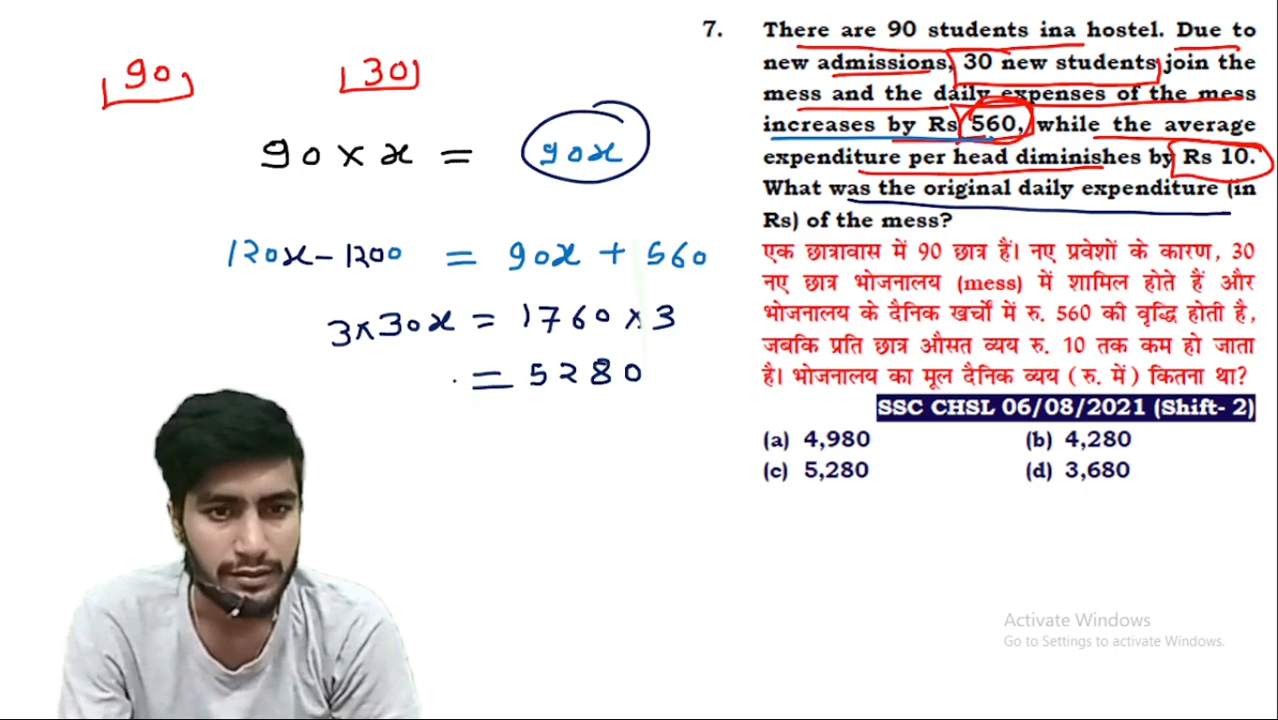 90 30
90 × x = 90x
120x - 1200 = 90x + 560
3×30x = 1760×3
= 5280
7. There are 90 students ina hostel. Due to
new admissions, 30 new students join the
mess and the daily expenses of the mess
increases by Rs 560, while the average
expenditure per head diminishes by Rs 10.
What was the original daily expenditure (in
Rs) of the mess?
एक छात्रावास में 90 छात्र हैं। नए प्रवेशों के कारण, 30
नए छात्र भोजनालय (mess) में शामिल होते हैं और
भोजनालय के दैनिक खर्चों में रु. 560 की वृद्धि होती है,
जबकि प्रति छात्र औसत व्यय रु. 10 तक कम हो जाता
है। भोजनालय का मूल दैनिक व्यय (रु. में) कितना था?
SSC CHSL 06/08/2021 (Shift- 2)
(a) 4,980 (b) 4,280
(c) 5,280 (d) 3,680
Activate Windows
Go to Settings to activate Windows.